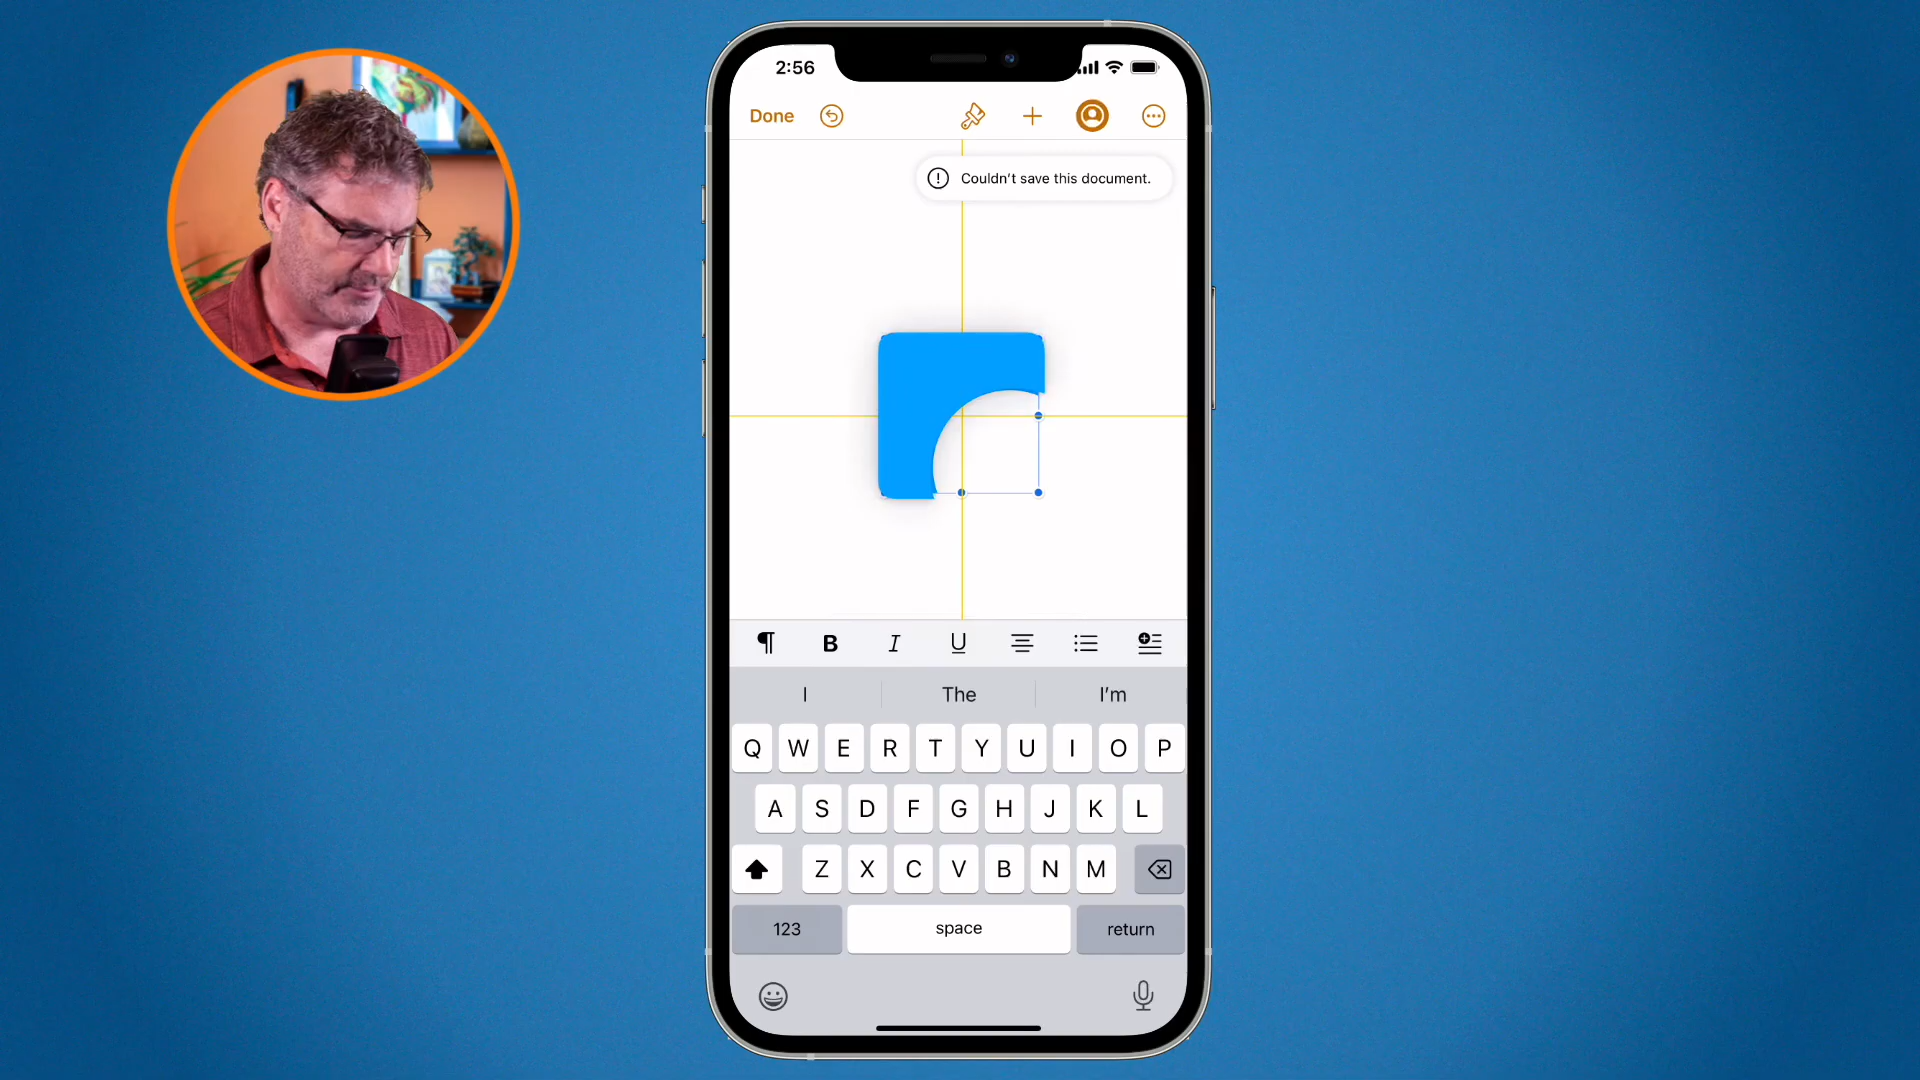 2:56
Done
Couldn't save this document.
B I U
I The I'm
Q W E R T Y U I O P
A S D F G H J K L
Z X C V B N M
123 space return